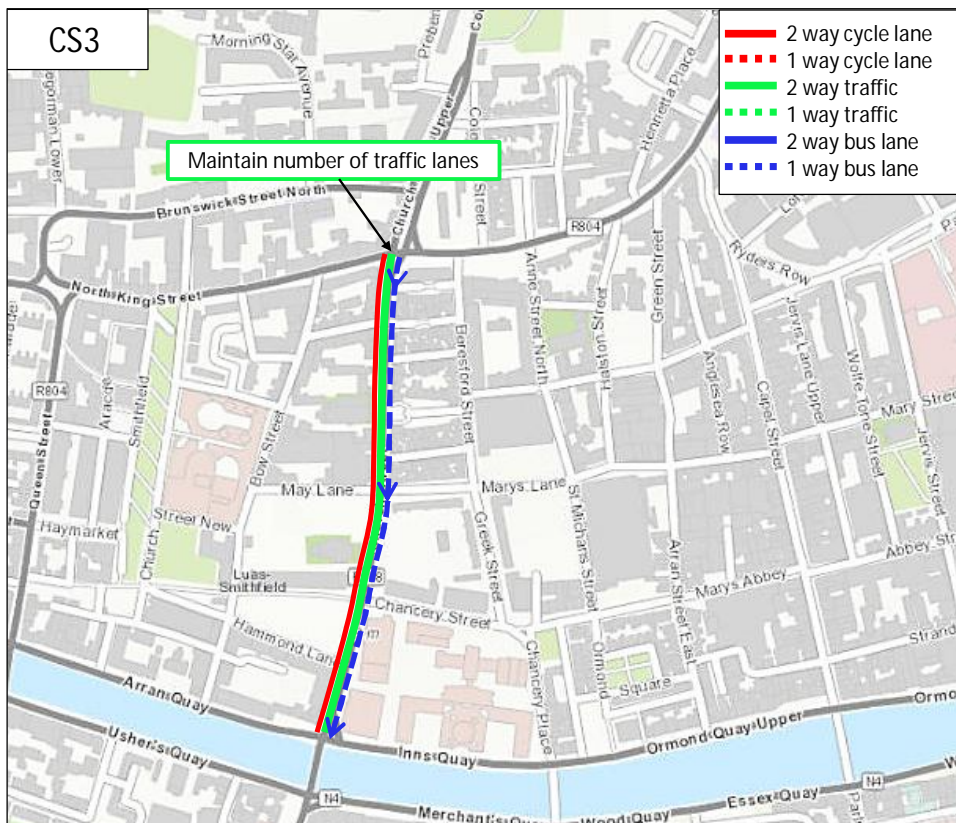 CS3
2 way cycle lane
1 way cycle lane
2 way traffic
1 way traffic
2 way bus lane
1 way bus lane
Maintain number of traffic lanes
Morning Star
Avenue
Upper
Henrietta Place
Street
Brunswick Street North
Church
R804
North King Street
Ryders Row
Green Street
Anne Street North
Halston Street
Beresford Street
Jervis Lane Upper
Wolfe Tone Street
Anglesea Row
Capel Street
Mary Street
Jervis Street
R804
Queen Street
Smithfield
Bow Street
May Lane
Marys Lane
Street New
Haymarket
Church
Greek Street
St Michans Street
Arran Street East
Abbey
Luas-
Smithfield
Marys Abbey
Chancery Street
Hammond
Strand
Chancery Place
Ormond
Square
Arran Quay
Usher's Quay
Inns Quay
Ormond Quay Upper
N4
N4
Merchant's Quay
Wood Quay
Essex Quay